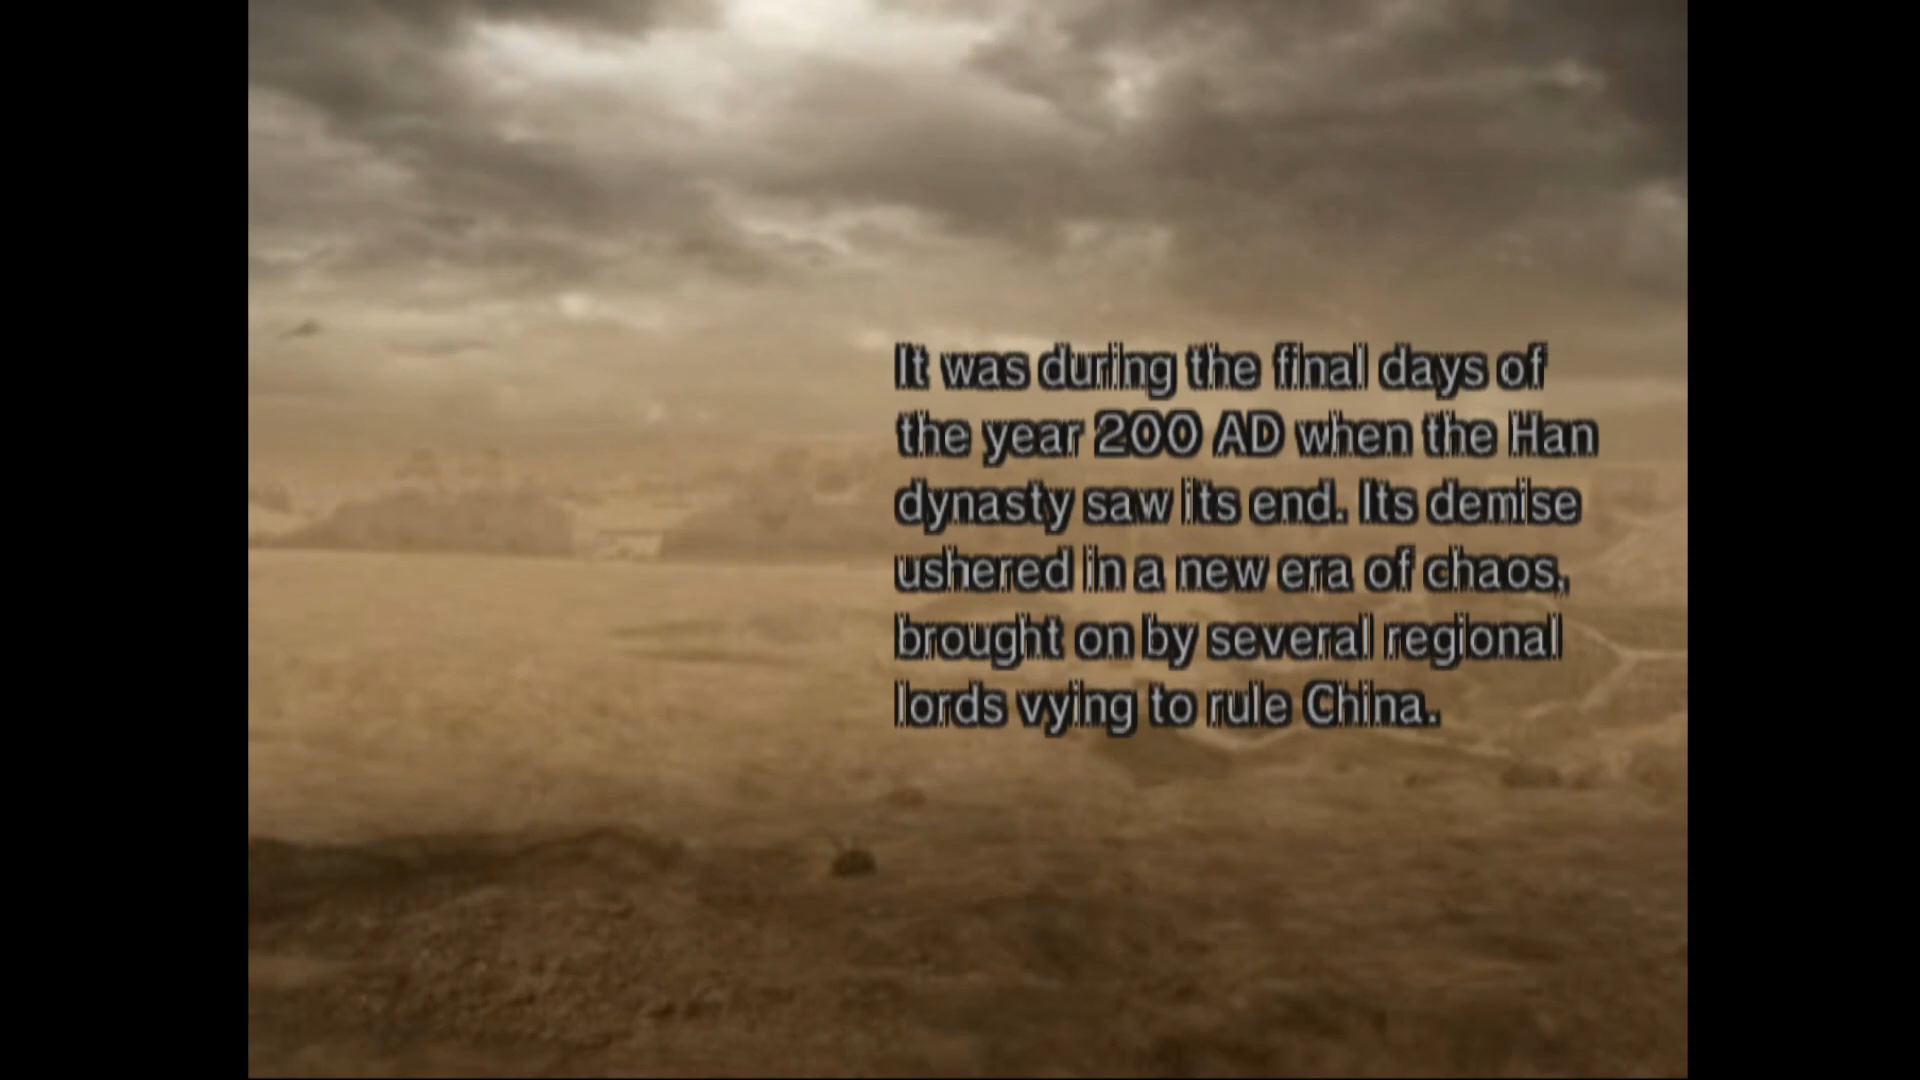 It was during the final days of
the year 200 AD when the Han
dynasty saw its end. Its demise
ushered in a new era of chaos,
brought on by several regional
lords vying to rule China.